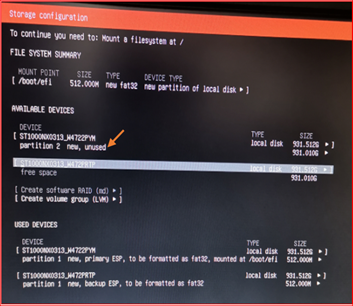 Storage configuration
To continue you need to: Mount a filesystem at /
FILE SYSTEM SUMMARY
MOUNT POINT SIZE TYPE DEVICE TYPE
[ /boot/efi 512.000M new fat32 new partition of local disk ▸ ]
AVAILABLE DEVICES
DEVICE TYPE SIZE
[ ST1000NX0313_W4722PYM local disk 931.512G ▸ ]
partition 2 new, unused 931.010G ▸
[ ST1000NX0313_W472PRTP local disk 931.512G ▸ ]
free space 931.010G ▸
[ Create software RAID (md) ▸ ]
[ Create volume group (LVM) ▸ ]
USED DEVICES
DEVICE TYPE SIZE
[ ST1000NX0313_W4722PYM local disk 931.512G ▸ ]
partition 1 new, primary ESP, to be formatted as fat32, mounted at /boot/efi 512.000M ▸
[ ST1000NX0313_W472PRTP local disk 931.512G ▸ ]
partition 1 new, backup ESP, to be formatted as fat32 512.000M ▸